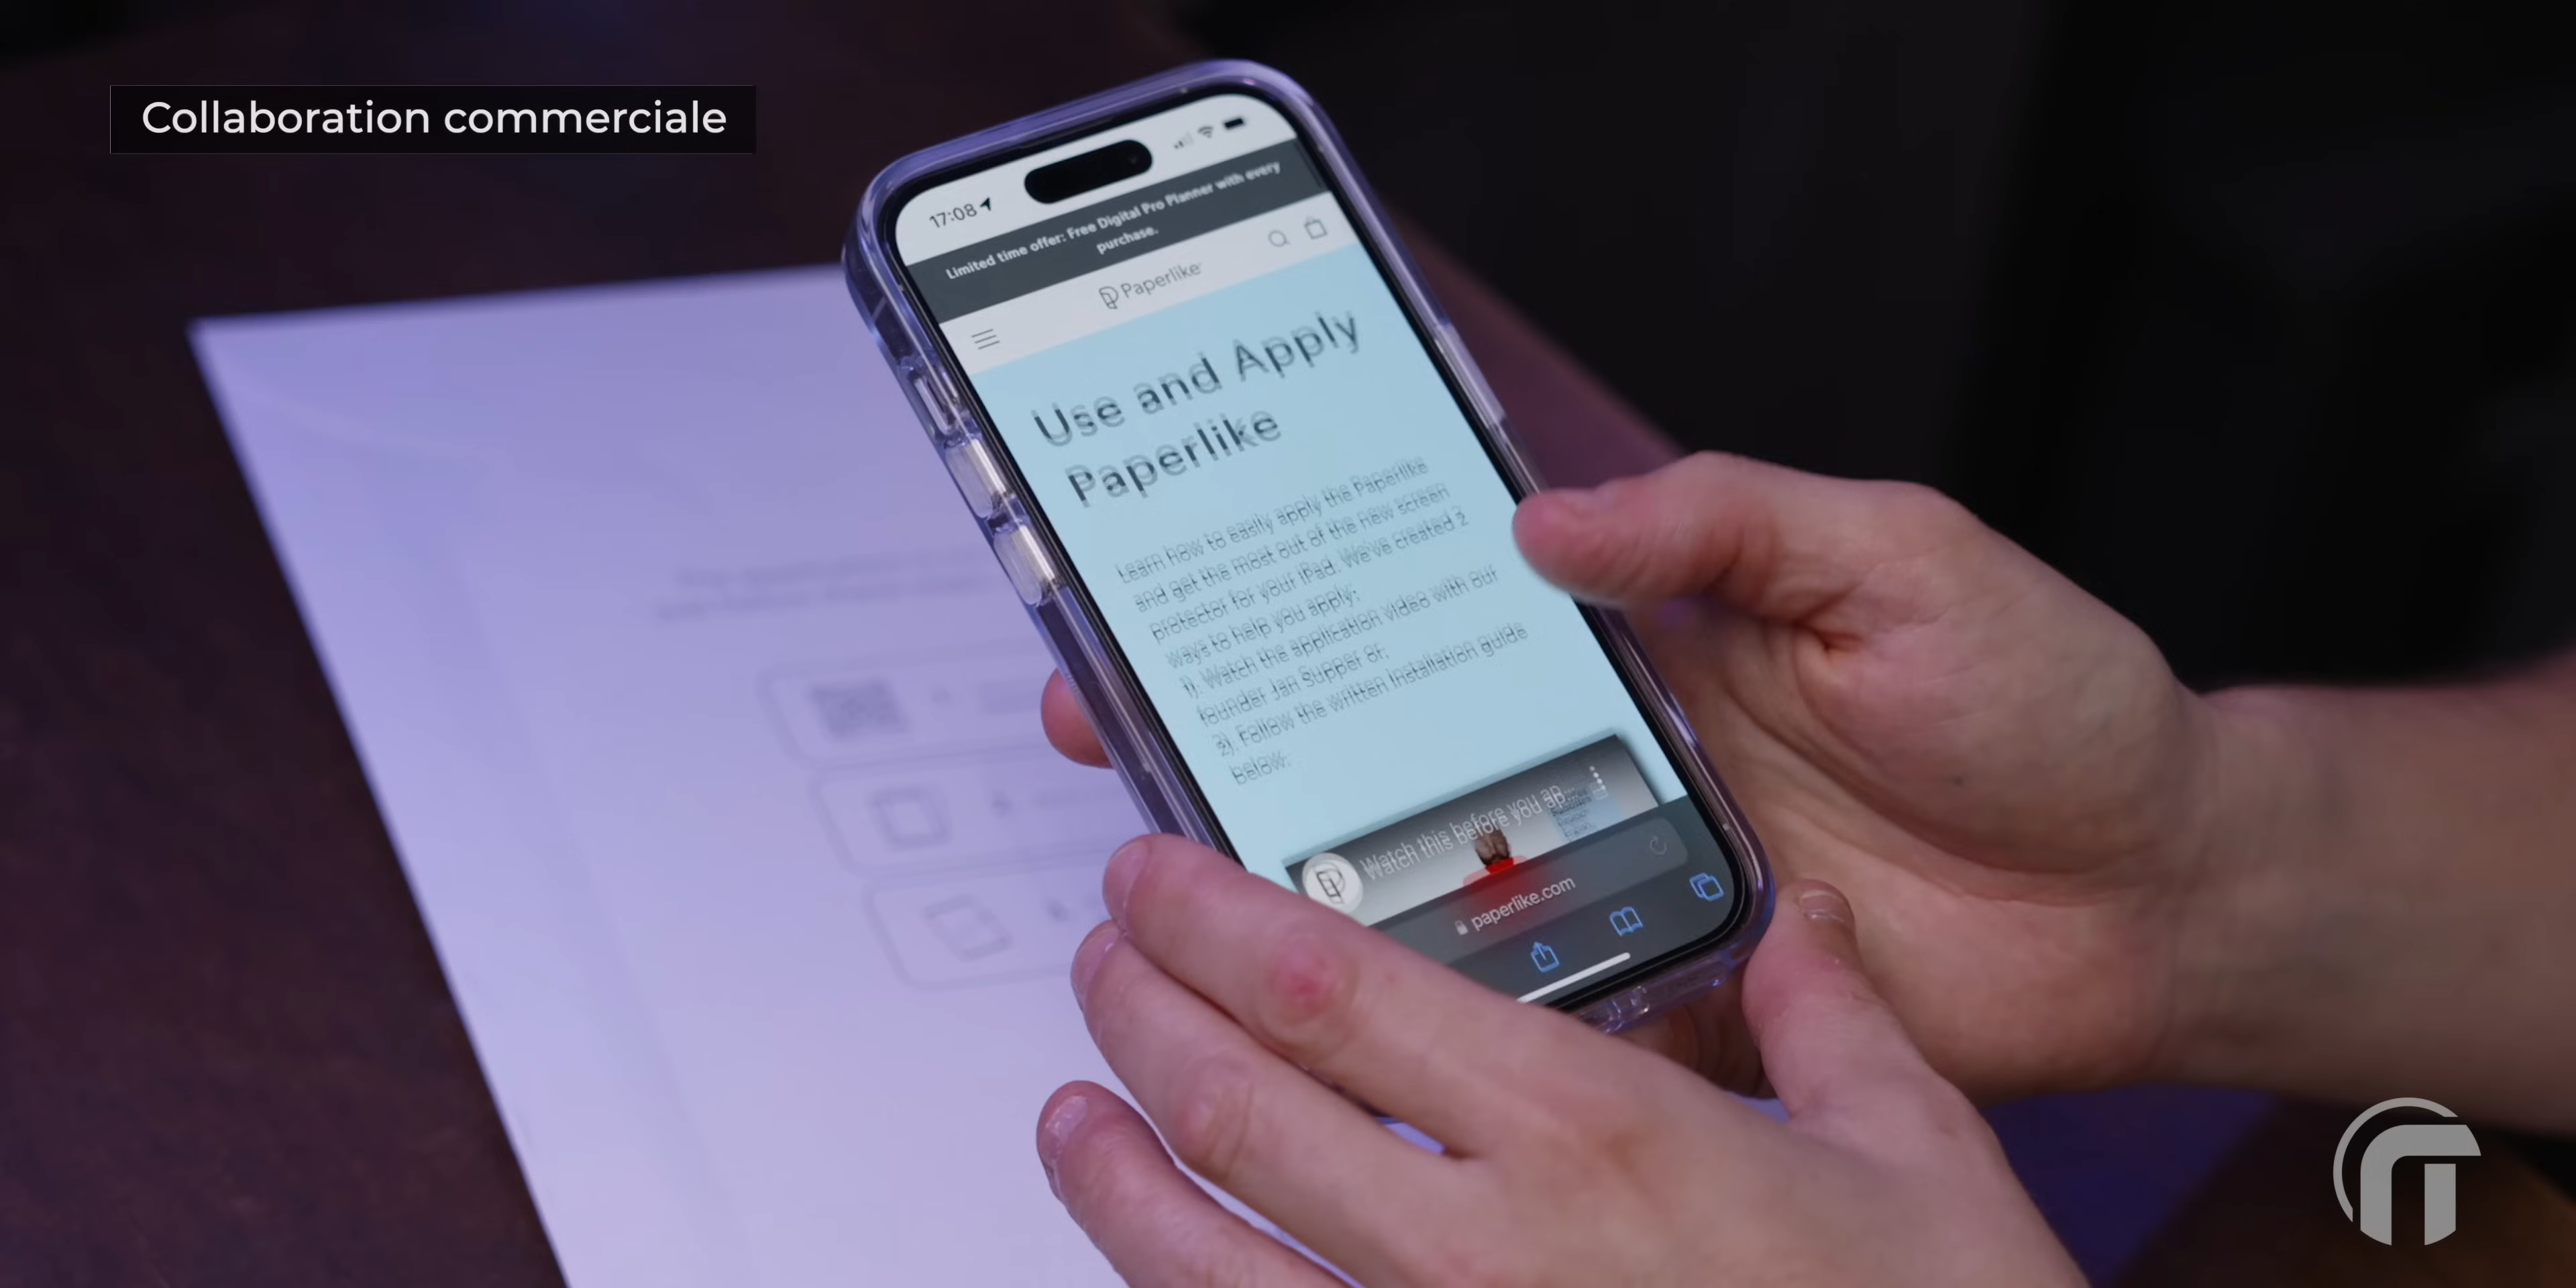 Collaboration commerciale
17:08
Limited time offer: Free Digital Pro Planner with every
purchase.
Paperlike
Use and Apply
Paperlike
Learn how to easily apply the Paperlike
and get the most out of the new screen
protector for your iPad. We've created 2
ways to help you apply:
1). Watch the application video with our
founder Jan Supper or,
2). Follow the written installation guide
below:
Watch this before you ap...
paperlike.com